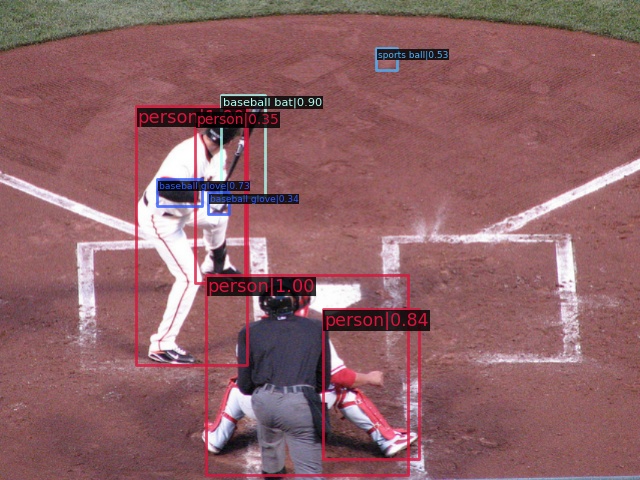 sports ball|0.53
baseball bat|0.90
person
person|0.35
baseball glove|0.73
baseball glove|0.34
person|1.00
person|0.84